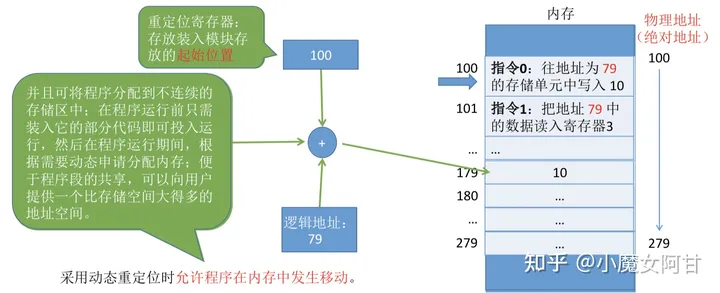 重定位寄存器：
存放装入模块存
放的起始位置
100
并且可将程序分配到不连续的
存储区中；在程序运行前只需
装入它的部分代码即可投入运
行，然后在程序运行期间，根
据需要动态申请分配内存；便
于程序段的共享，可以向用户
提供一个比存储空间大得多的
地址空间。
+
逻辑地址：
79
采用动态重定位时允许程序在内存中发生移动。
内存
物理地址
（绝对地址）
100
指令0：往地址为 79
的存储单元中写入 10
100
101
指令1：把地址 79 中
的数据读入寄存器3
... ...
179
10
180
...
...
...
279
...
279
知乎 @小魔女阿甘